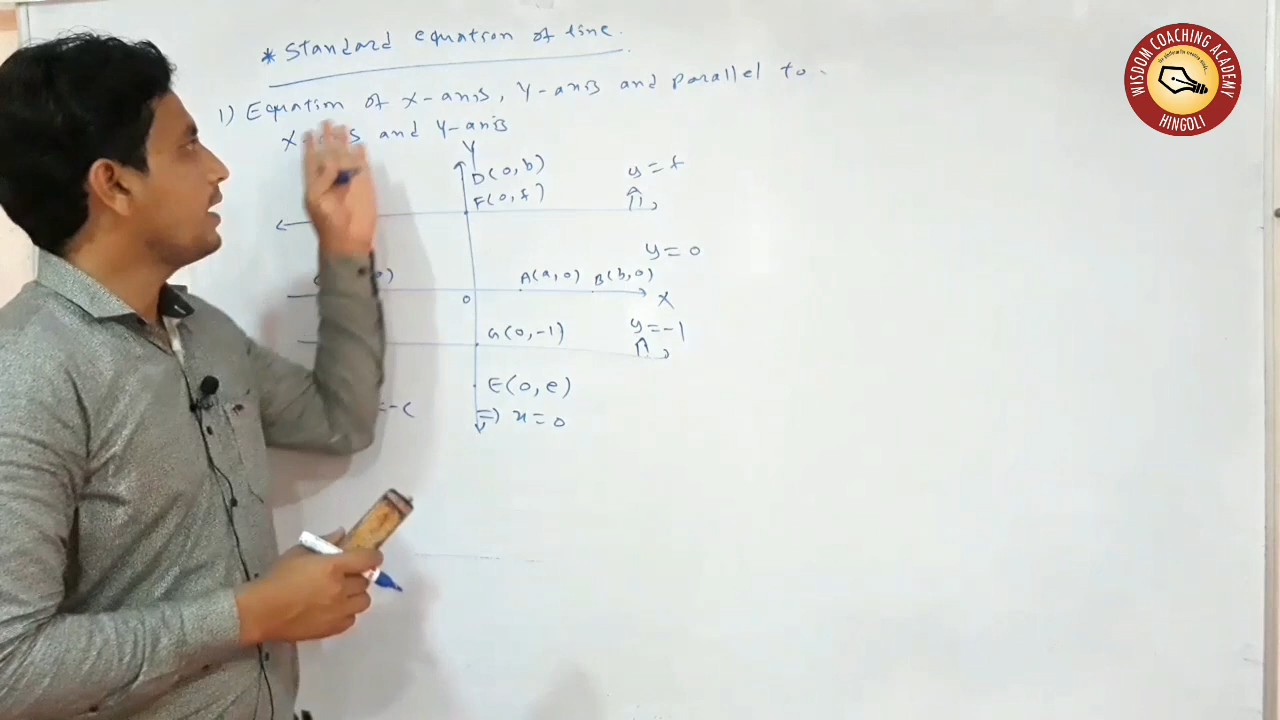 * Standard equation of line.
1) Equation of X-axis, Y-axis and parallel to
and Y-axis
Y
D(0, b)
F(0, f)
y = f
y = 0
A(a, 0) B(b, 0)
0
X
G(0, -1)
y = -1
E(0, e)
=-c
=) x = 0
WISDOM COACHING ACADEMY
HINGOLI